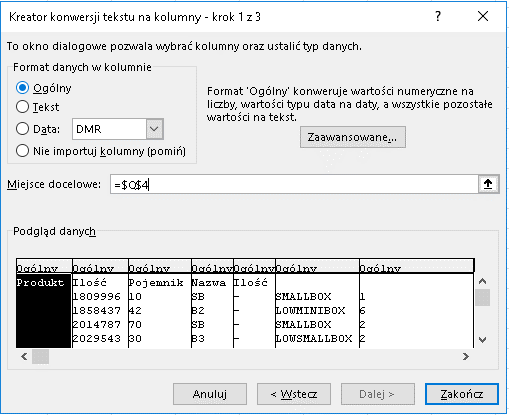 Kreator konwersji tekstu na kolumny - krok 1 z 3
To okno dialogowe pozwala wybrać kolumny oraz ustalić typ danych.
Format danych w kolumnie
Ogólny
Tekst
Data: DMR
Nie importuj kolumny (pomiń)
Format 'Ogólny' konweruje wartości numeryczne na
liczby, wartości typu data na daty, a wszystkie pozostałe
wartości na tekst.
Zaawansowane...
Miejsce docelowe: =$Q$4
Podgląd danych
Ogólny Ogólny Ogólny Ogólny Ogólny Ogólny Ogólny
Produkt Ilość Pojemnik Nazwa Ilość
1809996 10 SB - SMALLBOX 1
1858437 42 B2 - LOWMINIBOX 6
2014787 70 SB - SMALLBOX 2
2029543 30 B3 - LOWSMALLBOX 2
Anuluj < Wstecz Dalej > Zakończ